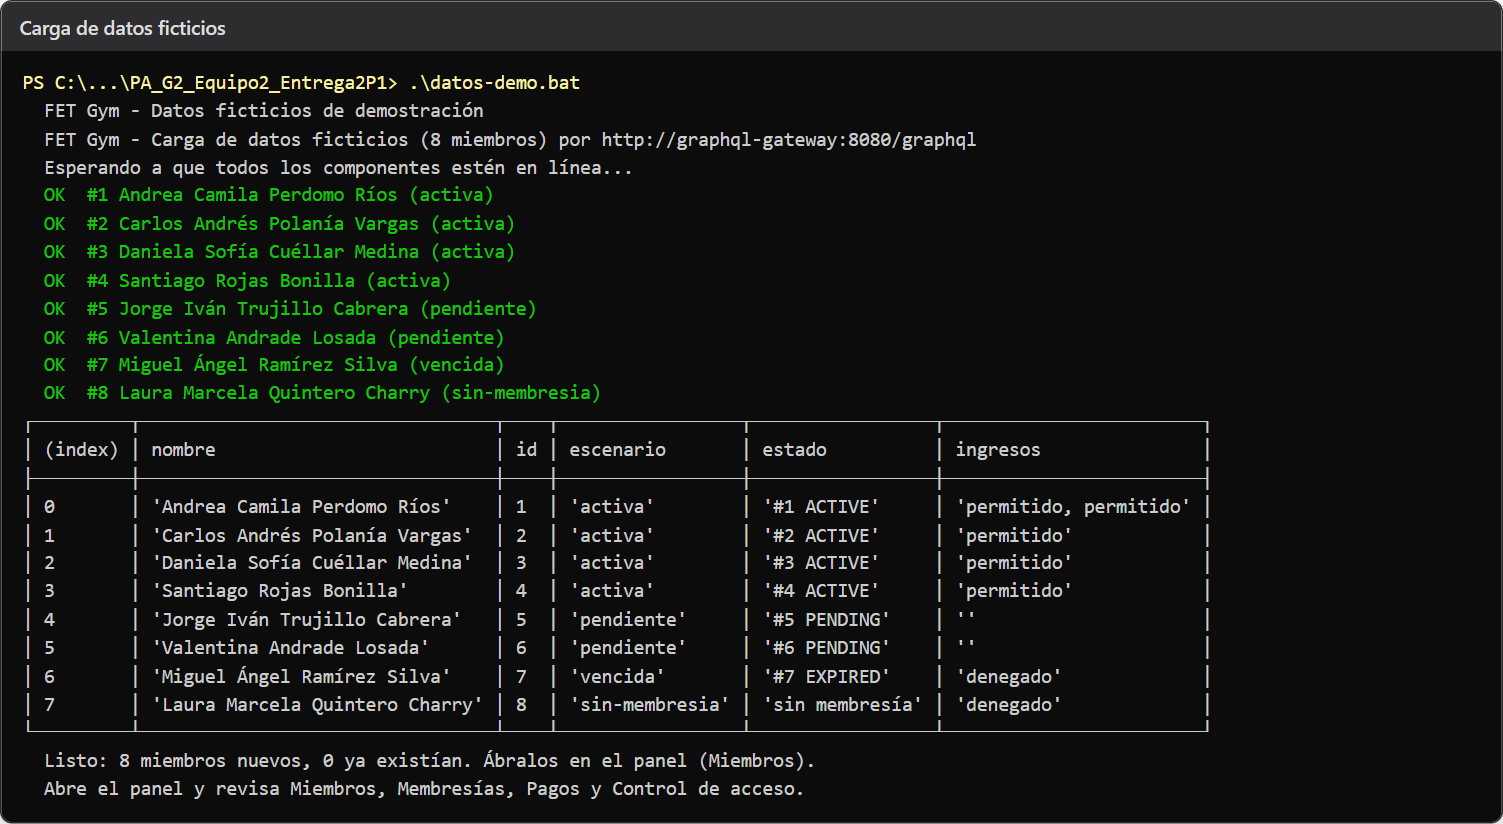 Carga de datos ficticios
PS C:\...\PA_G2_Equipo2_Entrega2P1> .\datos-demo.bat
FET Gym - Datos ficticios de demostración
FET Gym - Carga de datos ficticios (8 miembros) por http://graphql-gateway:8080/graphql
Esperando a que todos los componentes estén en línea...
OK #1 Andrea Camila Perdomo Ríos (activa)
OK #2 Carlos Andrés Polanía Vargas (activa)
OK #3 Daniela Sofía Cuéllar Medina (activa)
OK #4 Santiago Rojas Bonilla (activa)
OK #5 Jorge Iván Trujillo Cabrera (pendiente)
OK #6 Valentina Andrade Losada (pendiente)
OK #7 Miguel Ángel Ramírez Silva (vencida)
OK #8 Laura Marcela Quintero Charry (sin-membresia)
(index) nombre id escenario estado ingresos
0 'Andrea Camila Perdomo Ríos' 1 'activa' '#1 ACTIVE' 'permitido, permitido'
1 'Carlos Andrés Polanía Vargas' 2 'activa' '#2 ACTIVE' 'permitido'
2 'Daniela Sofía Cuéllar Medina' 3 'activa' '#3 ACTIVE' 'permitido'
3 'Santiago Rojas Bonilla' 4 'activa' '#4 ACTIVE' 'permitido'
4 'Jorge Iván Trujillo Cabrera' 5 'pendiente' '#5 PENDING' ''
5 'Valentina Andrade Losada' 6 'pendiente' '#6 PENDING' ''
6 'Miguel Ángel Ramírez Silva' 7 'vencida' '#7 EXPIRED' 'denegado'
7 'Laura Marcela Quintero Charry' 8 'sin-membresia' 'sin membresía' 'denegado'
Listo: 8 miembros nuevos, 0 ya existían. Ábralos en el panel (Miembros).
Abre el panel y revisa Miembros, Membresías, Pagos y Control de acceso.